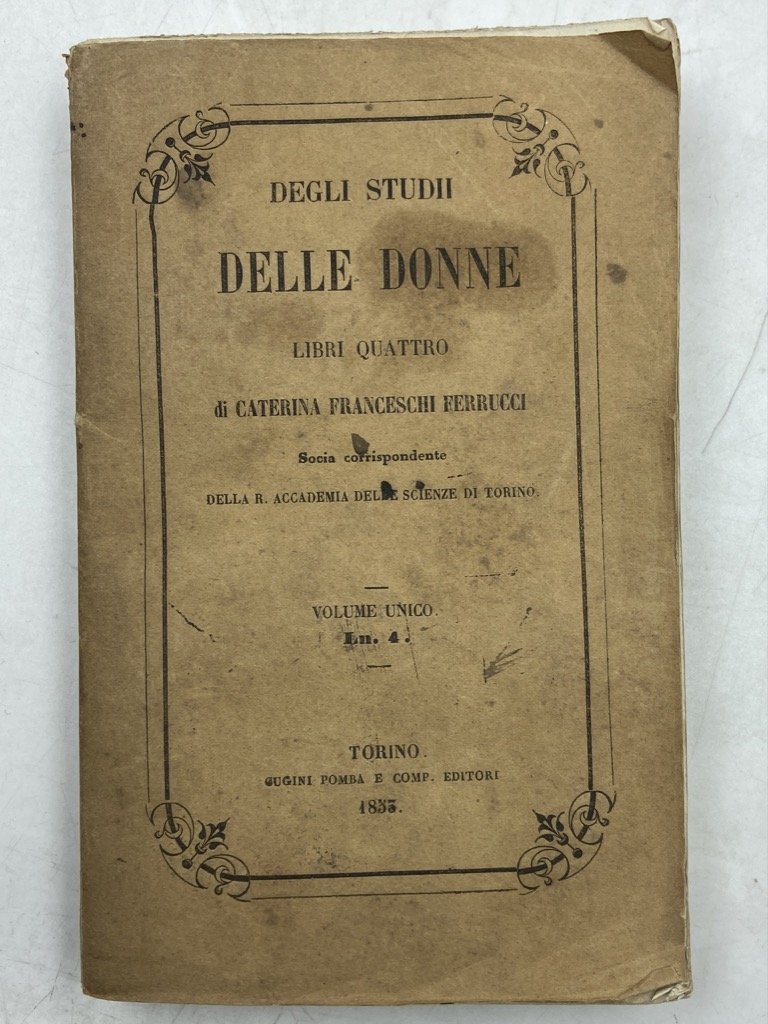 DEGLI STUDII
DELLE DONNE
LIBRI QUATTRO
di CATERINA FRANCESCHI FERRUCCI
Socia corrispondente
DELLA R. ACCADEMIA DELLE SCIENZE DI TORINO.
VOLUME UNICO.
Ln. 4.
TORINO.
CUGINI POMBA E COMP. EDITORI
1853.